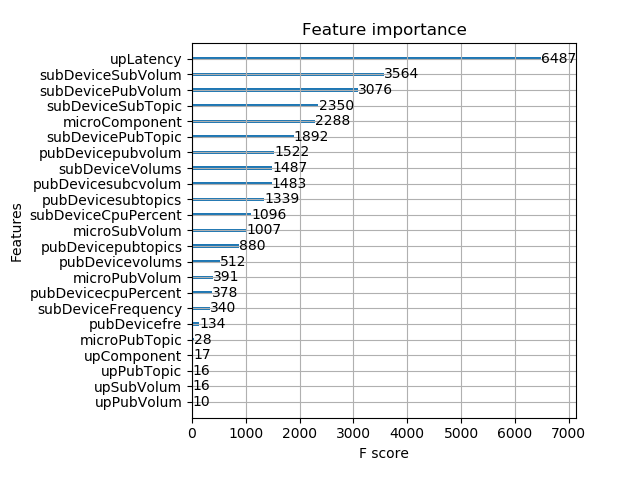 Feature importance
Features
upLatency 6487
subDeviceSubVolum 3564
subDevicePubVolum 3076
subDeviceSubTopic 2350
microComponent 2288
subDevicePubTopic 1892
pubDevicepubvolum 1522
subDeviceVolums 1487
pubDevicesubcvolum 1483
pubDevicesubtopics 1339
subDeviceCpuPercent 1096
microSubVolum 1007
pubDevicepubtopics 880
pubDevicevolums 512
microPubVolum 391
pubDevicecpuPercent 378
subDeviceFrequency 340
pubDevicefre 134
microPubTopic 28
upComponent 17
upPubTopic 16
upSubVolum 16
upPubVolum 10
0 1000 2000 3000 4000 5000 6000 7000
F score